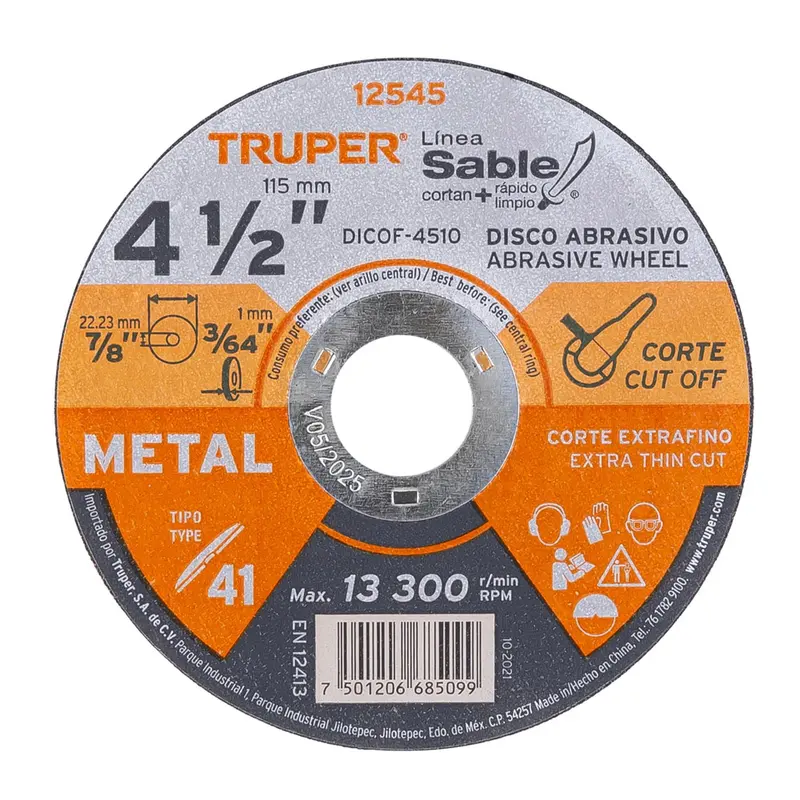 12545
TRUPER®
Línea
Sable®
cortan + rápido
limpio
115 mm
4 ½"
DICOF-4510
DISCO ABRASIVO
ABRASIVE WHEEL
Consumo preferente: (ver arillo central) / Best before: (see central ring)
22.23 mm
7/8"
1 mm
3/64"
CORTE
CUT OFF
V05/2025
METAL
CORTE EXTRAFINO
EXTRA THIN CUT
TIPO
TYPE
41
Max. 13 300 r/min
RPM
EN 12413
7 501206 685099
10-2021
Importado por Truper, S.A. de C.V. Parque Industrial 1, Parque Industrial Jilotepec, Jilotepec, Edo. de Méx. C.P. 54257 Made in/Hecho en China, Tel.: 76 1782 9100. www.truper.com